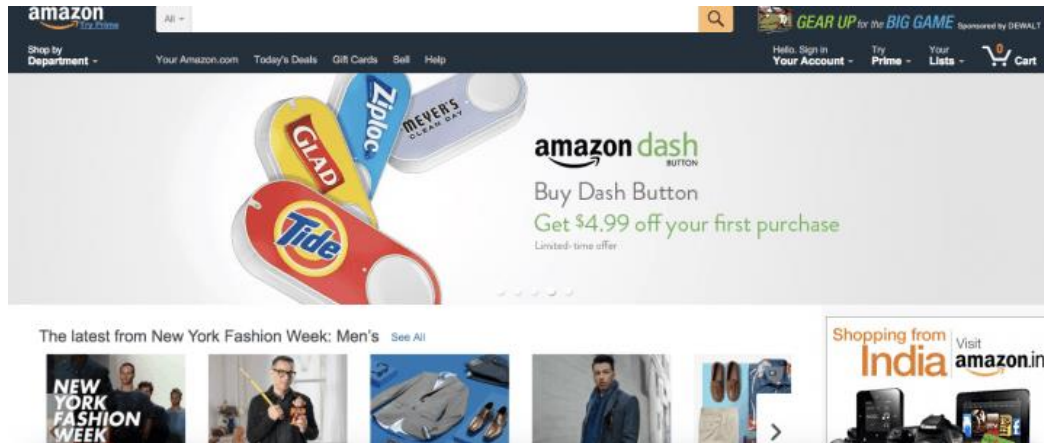 amazon
Try Prime
All
GEAR UP for the BIG GAME Sponsored by DEWALT
Shop by
Department
Your Amazon.com Today's Deals Gift Cards Sell Help
Hello. Sign in
Your Account
Try
Prime
Your
Lists
0
Cart
MEYER'S
CLEAN DAY
Ziploc
GLAD
Tide
amazon dash
BUTTON
Buy Dash Button
Get $4.99 off your first purchase
Limited-time offer
The latest from New York Fashion Week: Men's See All
NEW
YORK
FASHION
WEEK
Shopping from
India
Visit
amazon.in